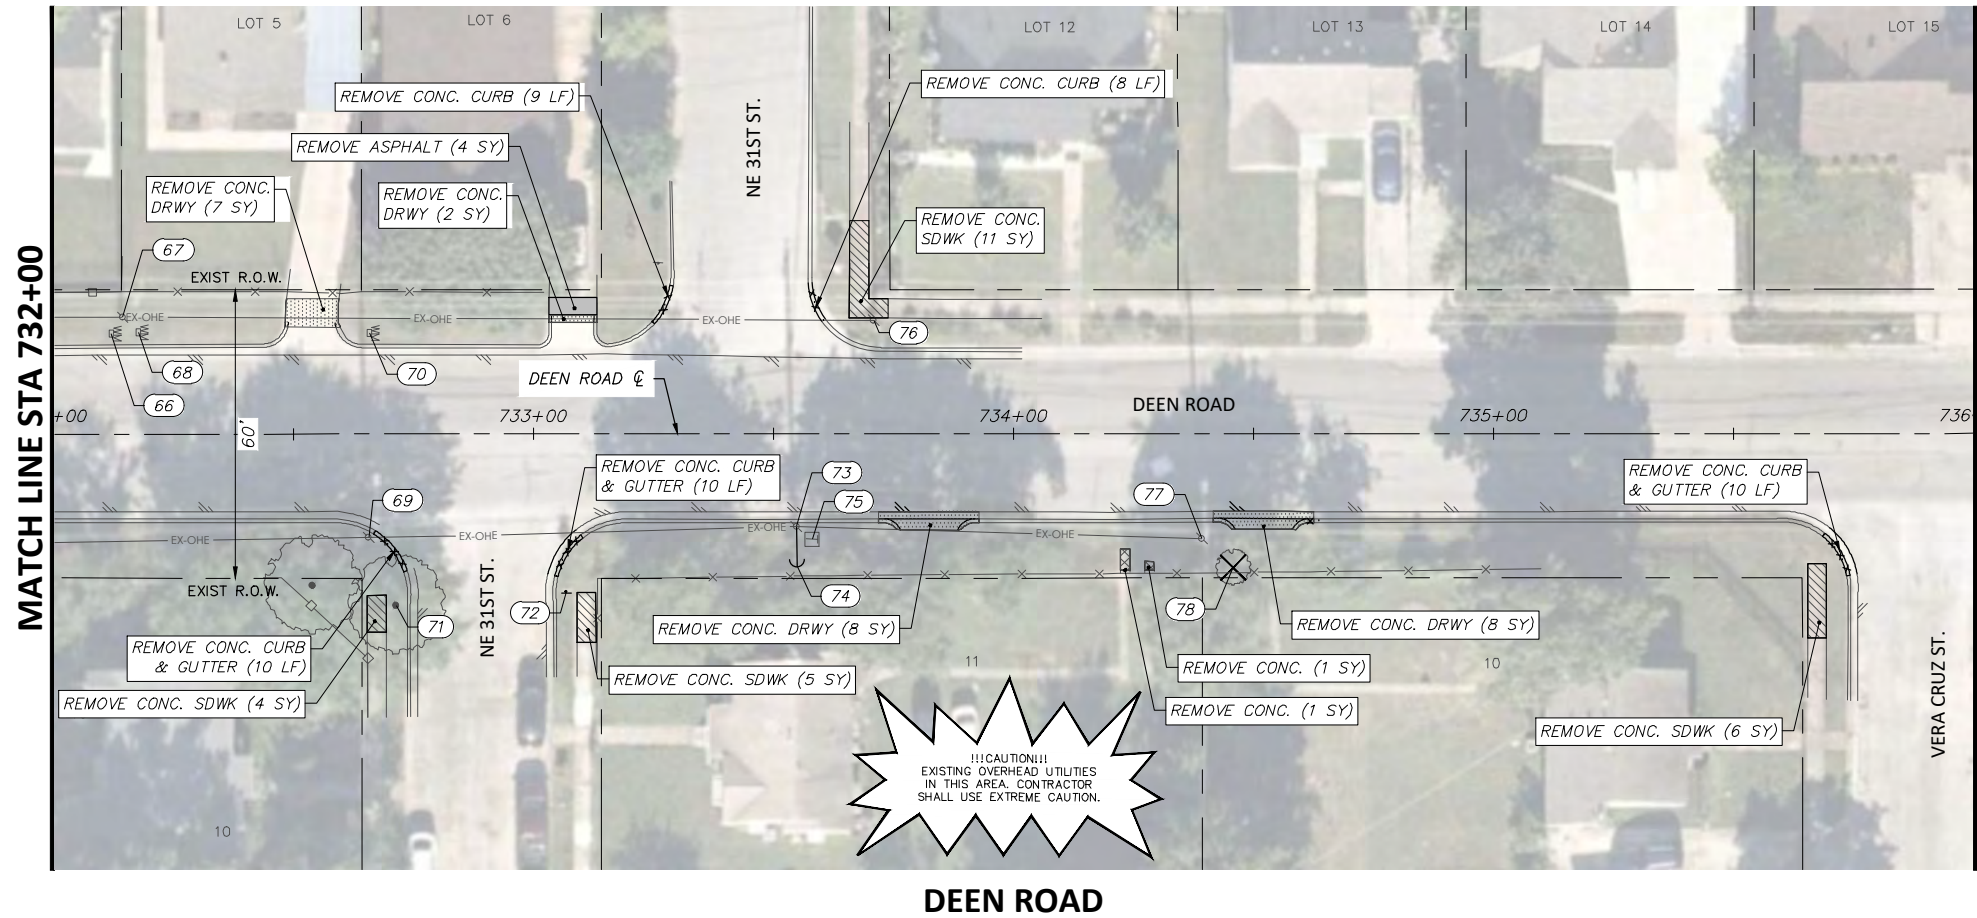 LOT 5
LOT 6
LOT 12
LOT 13
LOT 14
LOT 15
REMOVE CONC. CURB (9 LF)
REMOVE CONC. CURB (8 LF)
REMOVE ASPHALT (4 SY)
NE 31ST ST.
REMOVE CONC.
DRWY (7 SY)
REMOVE CONC.
DRWY (2 SY)
REMOVE CONC.
SDWK (11 SY)
67
EXIST R.O.W.
EX-OHE
EX-OHE
EX-OHE
76
68
70
66
DEEN ROAD ℄
MATCH LINE STA 732+00
+00
733+00
734+00
DEEN ROAD
735+00
736
60'
REMOVE CONC. CURB
& GUTTER (10 LF)
73
75
77
REMOVE CONC. CURB
& GUTTER (10 LF)
69
EX-OHE
EX-OHE
EX-OHE
EX-OHE
EXIST R.O.W.
NE 31ST ST.
72
74
78
71
REMOVE CONC. DRWY (8 SY)
REMOVE CONC. DRWY (8 SY)
REMOVE CONC. CURB
& GUTTER (10 LF)
11
10
REMOVE CONC. (1 SY)
REMOVE CONC. SDWK (5 SY)
REMOVE CONC. SDWK (4 SY)
REMOVE CONC. (1 SY)
REMOVE CONC. SDWK (6 SY)
VERA CRUZ ST.
!!!CAUTION!!!
EXISTING OVERHEAD UTILITIES
IN THIS AREA. CONTRACTOR
SHALL USE EXTREME CAUTION.
10
DEEN ROAD